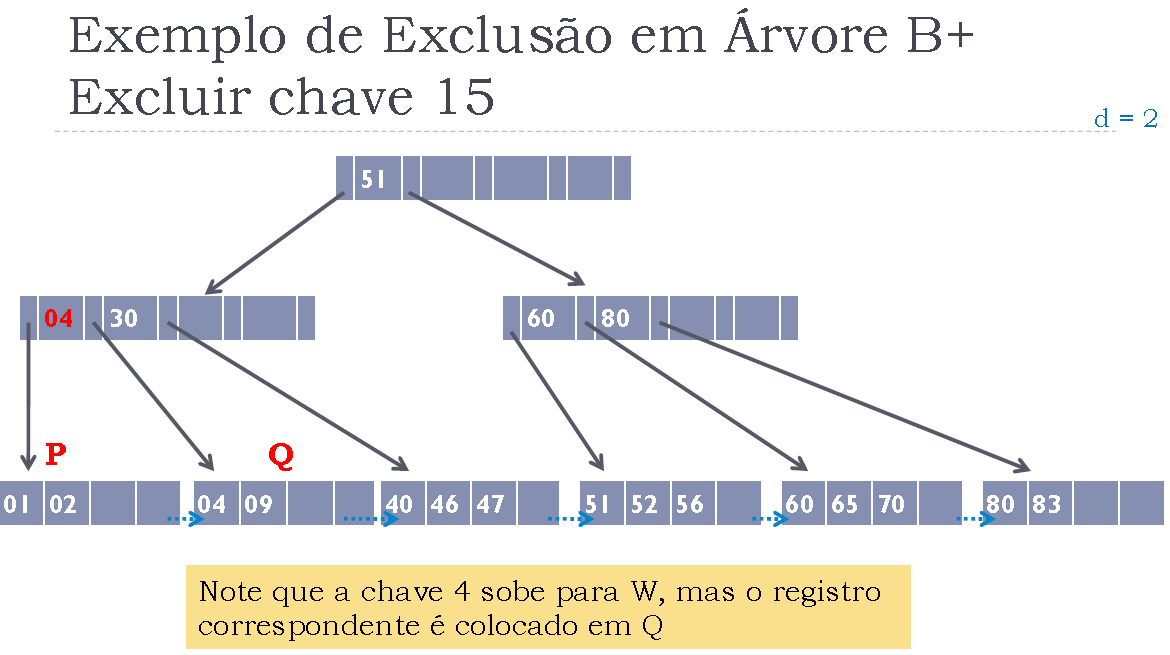 Exemplo de Exclusão em Árvore B+
Excluir chave 15
d = 2
51
04 30
60 80
P
Q
01 02
04 09
40 46 47
51 52 56
60 65 70
80 83
Note que a chave 4 sobe para W, mas o registro
correspondente é colocado em Q